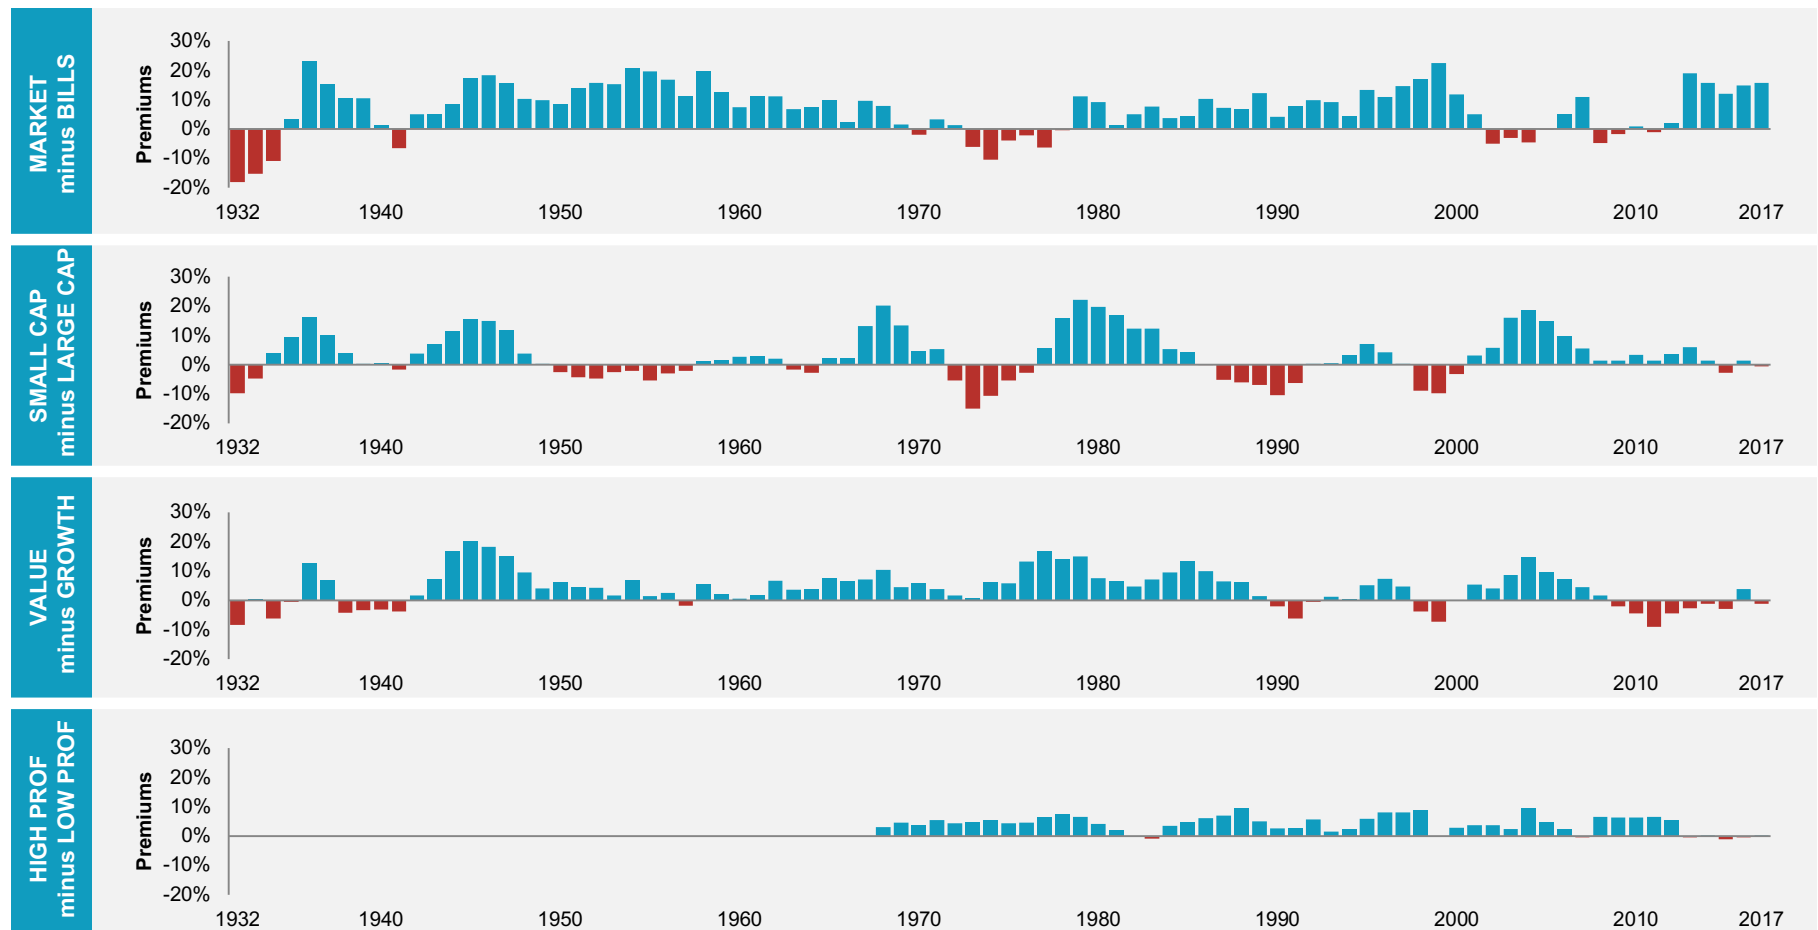 MARKET
minus BILLS
Premiums
30%
20%
10%
0%
-10%
-20%
1932 1940 1950 1960 1970 1980 1990 2000 2010 2017
SMALL CAP
minus LARGE CAP
Premiums
30%
20%
10%
0%
-10%
-20%
1932 1940 1950 1960 1970 1980 1990 2000 2010 2017
VALUE
minus GROWTH
Premiums
30%
20%
10%
0%
-10%
-20%
1932 1940 1950 1960 1970 1980 1990 2000 2010 2017
HIGH PROF
minus LOW PROF
Premiums
30%
20%
10%
0%
-10%
-20%
1932 1940 1950 1960 1970 1980 1990 2000 2010 2017